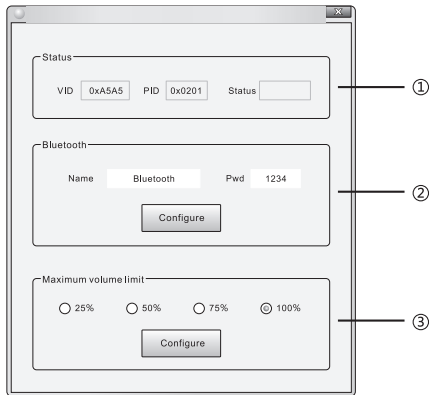 Status
VID 0xA5A5 PID 0x0201 Status
①
Bluetooth
Name Bluetooth Pwd 1234
②
Configure
Maximum volume limit
25% 50% 75% 100%
③
Configure